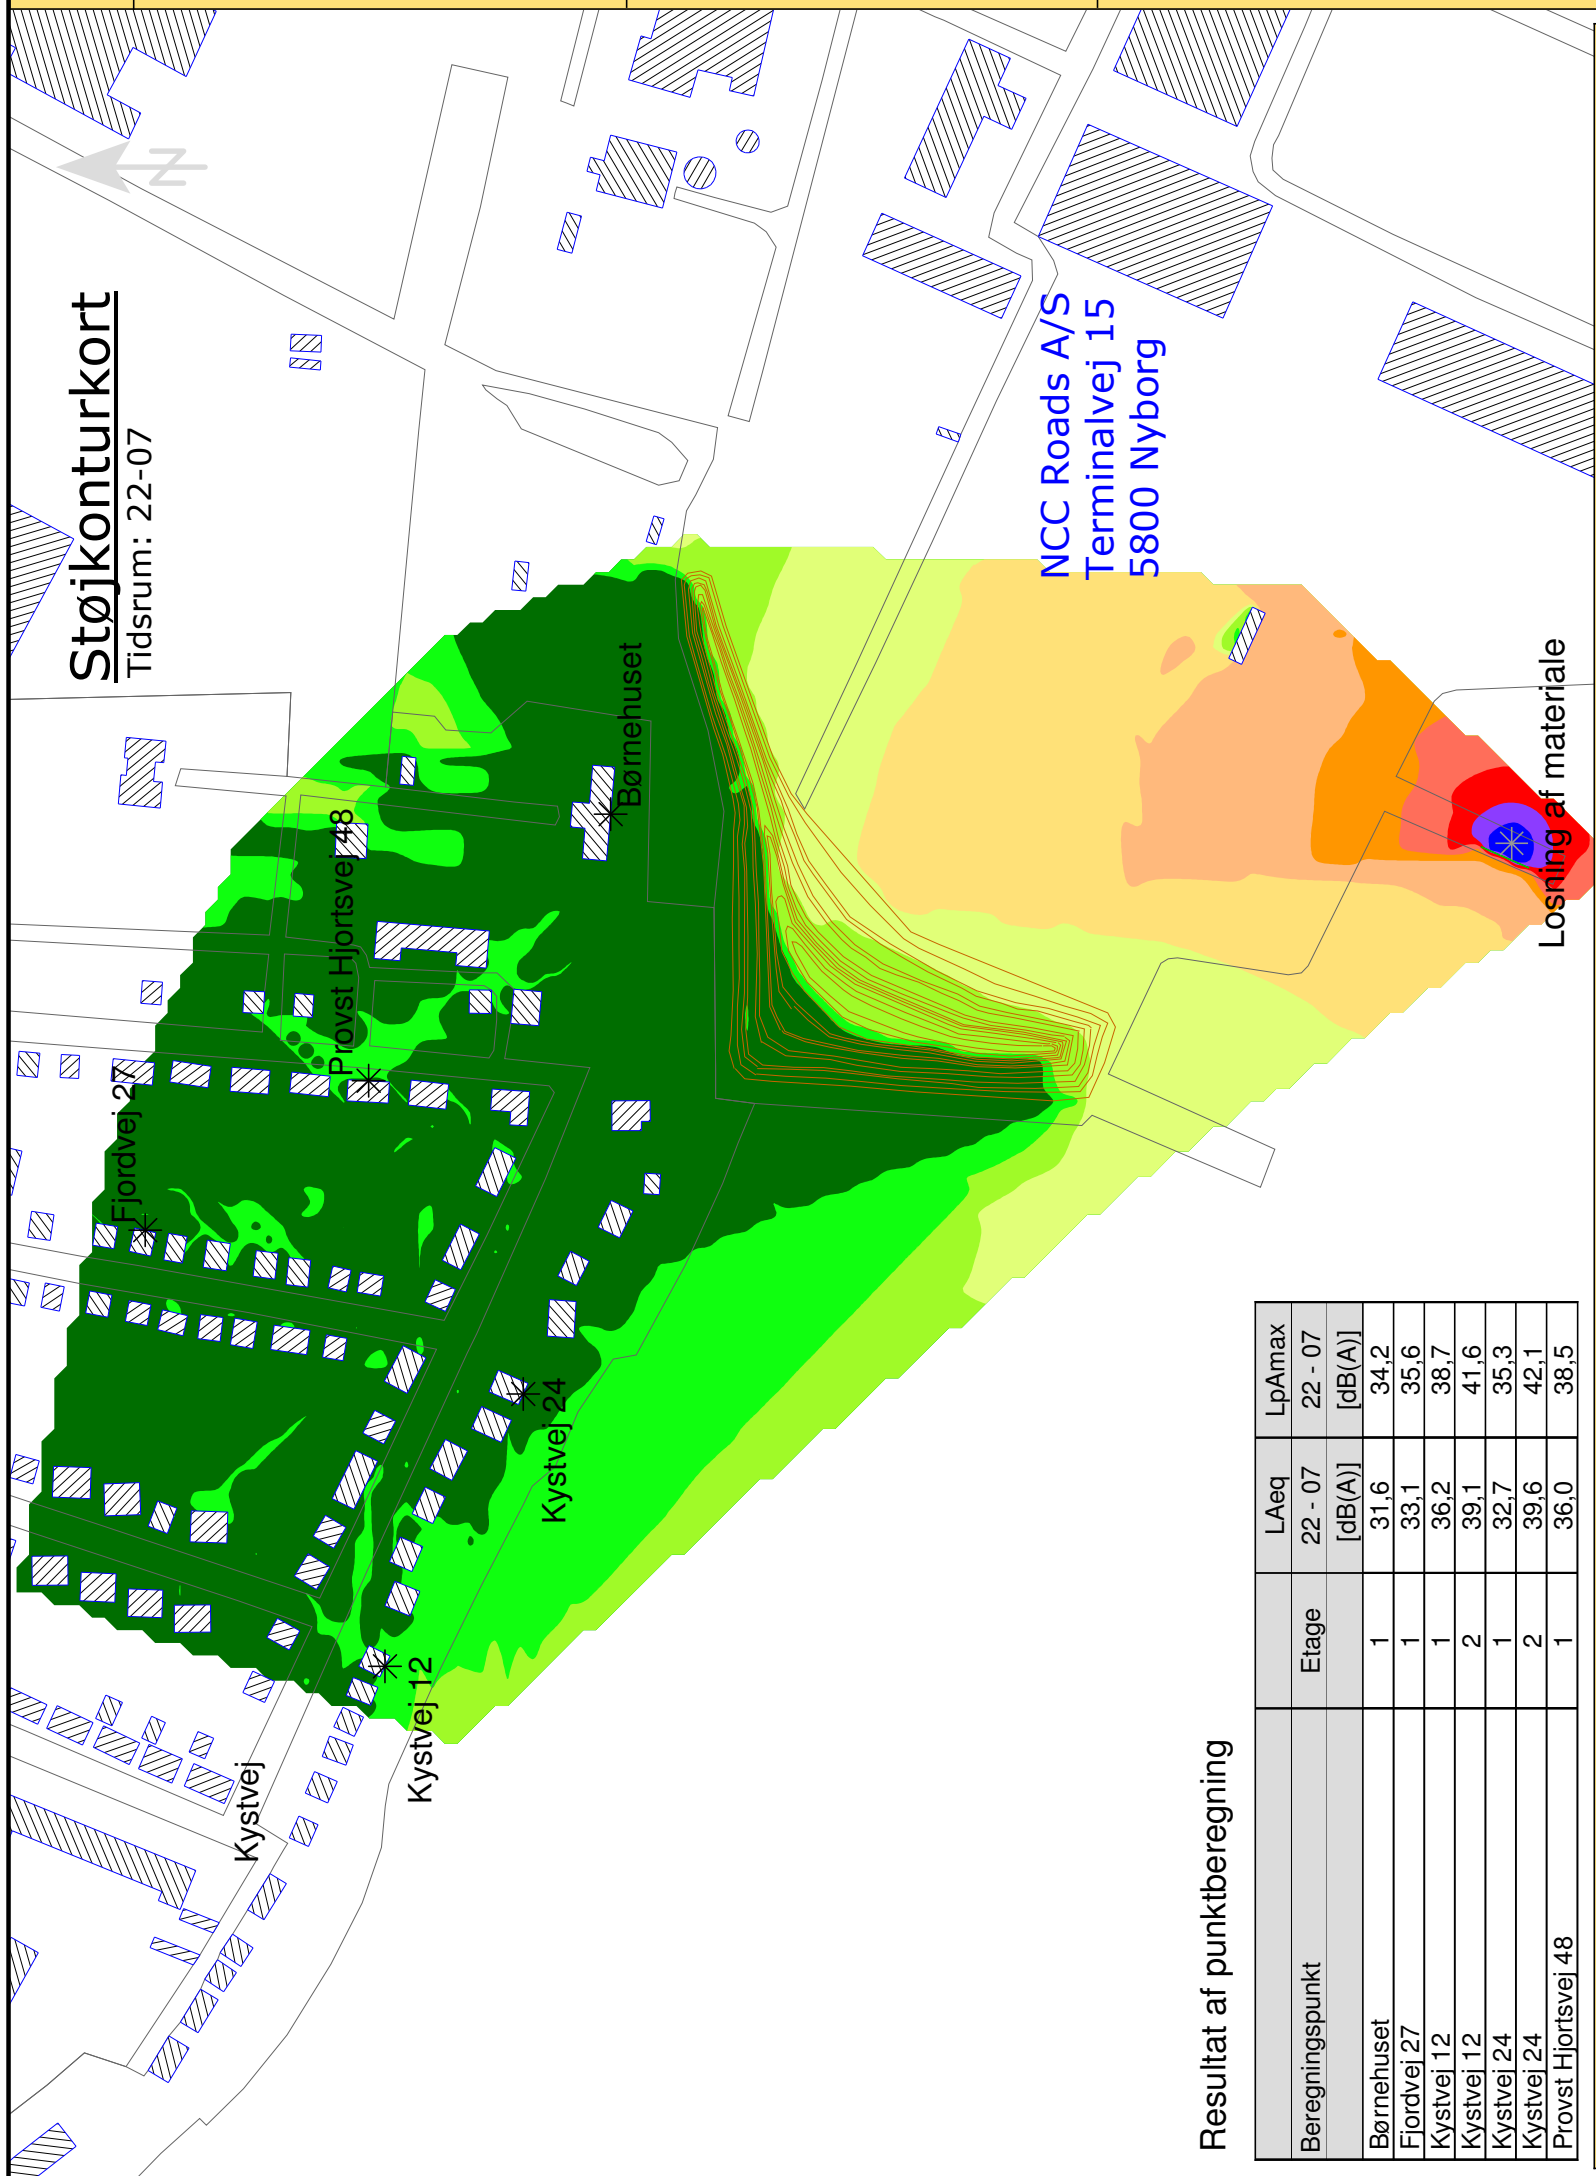 Støjkonturkort
Tidsrum: 22-07
N
Fjordvej 27
Provst Hjortsvej 48
Børnehuset
Kystvej
Kystvej 12
Kystvej 24
NCC Roads A/S
Terminalvej 15
5800 Nyborg
Losning af materiale
Resultat af punktberegning
Beregningspunkt Etage LAeq LpAmax
22 - 07 22 - 07
[dB(A)] [dB(A)]
Børnehuset 1 31,6 34,2
Fjordvej 27 1 33,1 35,6
Kystvej 12 1 36,2 38,7
Kystvej 12 2 39,1 41,6
Kystvej 24 1 32,7 35,3
Kystvej 24 2 39,6 42,1
Provst Hjortsvej 48 1 36,0 38,5